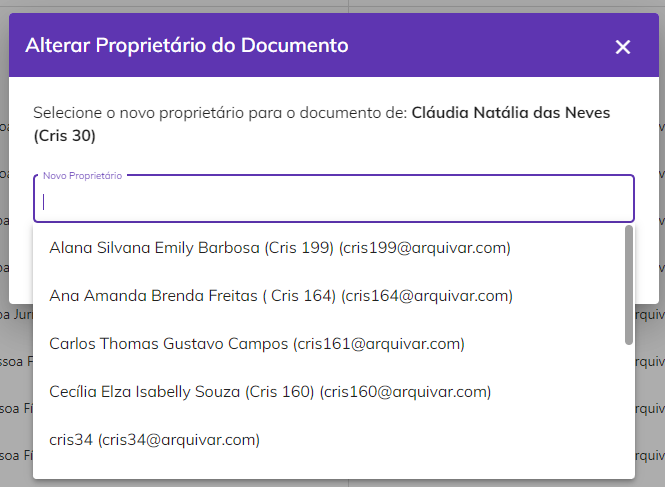 Alterar Proprietário do Documento
Selecione o novo proprietário para o documento de: Cláudia Natália das Neves
(Cris 30)
Novo Proprietário
Alana Silvana Emily Barbosa (Cris 199) (cris199@arquivar.com)
Ana Amanda Brenda Freitas ( Cris 164) (cris164@arquivar.com)
Carlos Thomas Gustavo Campos (cris161@arquivar.com)
Cecília Elza Isabelly Souza (Cris 160) (cris160@arquivar.com)
cris34 (cris34@arquivar.com)